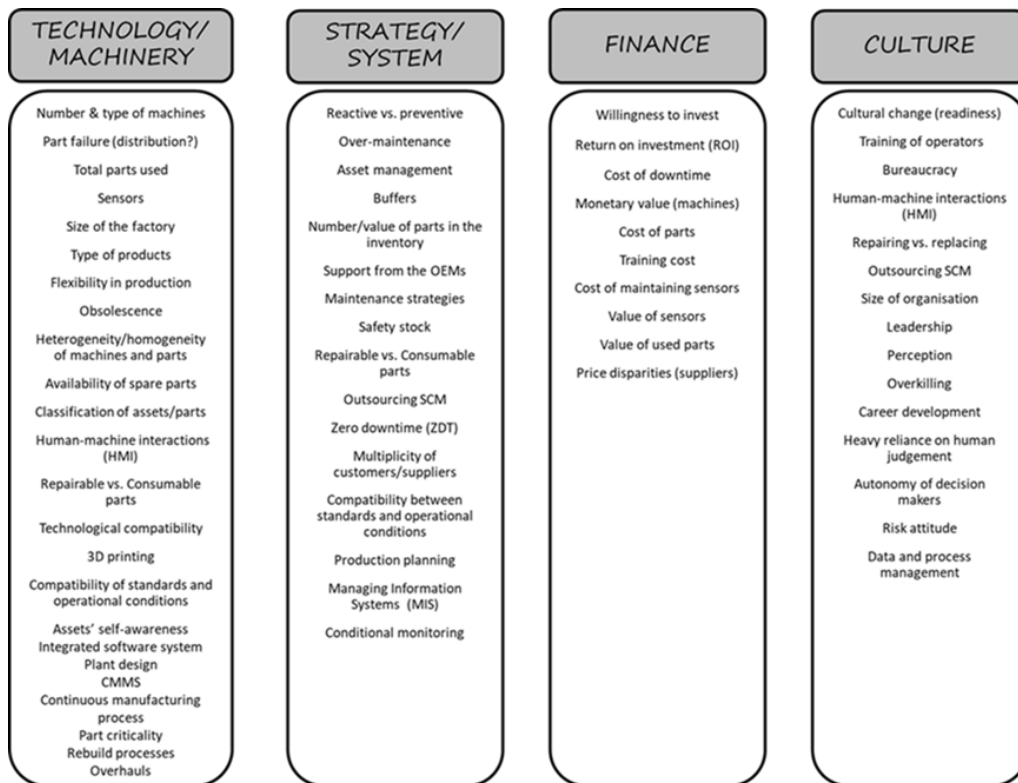 TECHNOLOGY/
MACHINERY
Number & type of machines
Part failure (distribution?)
Total parts used
Sensors
Size of the factory
Type of products
Flexibility in production
Obsolescence
Heterogeneity/homogeneity
of machines and parts
Availability of spare parts
Classification of assets/parts
Human-machine interactions
(HMI)
Repairable vs. Consumable
parts
Technological compatibility
3D printing
Compatibility of standards and
operational conditions
Assets' self-awareness
Integrated software system
Plant design
CMMS
Continuous manufacturing
process
Part criticality
Rebuild processes
Overhauls
STRATEGY/
SYSTEM
Reactive vs. preventive
Over-maintenance
Asset management
Buffers
Number/value of parts in the
inventory
Support from the OEMs
Maintenance strategies
Safety stock
Repairable vs. Consumable
parts
Outsourcing SCM
Zero downtime (ZDT)
Multiplicity of
customers/suppliers
Compatibility between
standards and operational
conditions
Production planning
Managing Information
Systems (MIS)
Conditional monitoring
FINANCE
Willingness to invest
Return on investment (ROI)
Cost of downtime
Monetary value (machines)
Cost of parts
Training cost
Cost of maintaining sensors
Value of sensors
Value of used parts
Price disparities (suppliers)
CULTURE
Cultural change (readiness)
Training of operators
Bureaucracy
Human-machine interactions
(HMI)
Repairing vs. replacing
Outsourcing SCM
Size of organisation
Leadership
Perception
Overkilling
Career development
Heavy reliance on human
judgement
Autonomy of decision
makers
Risk attitude
Data and process
management